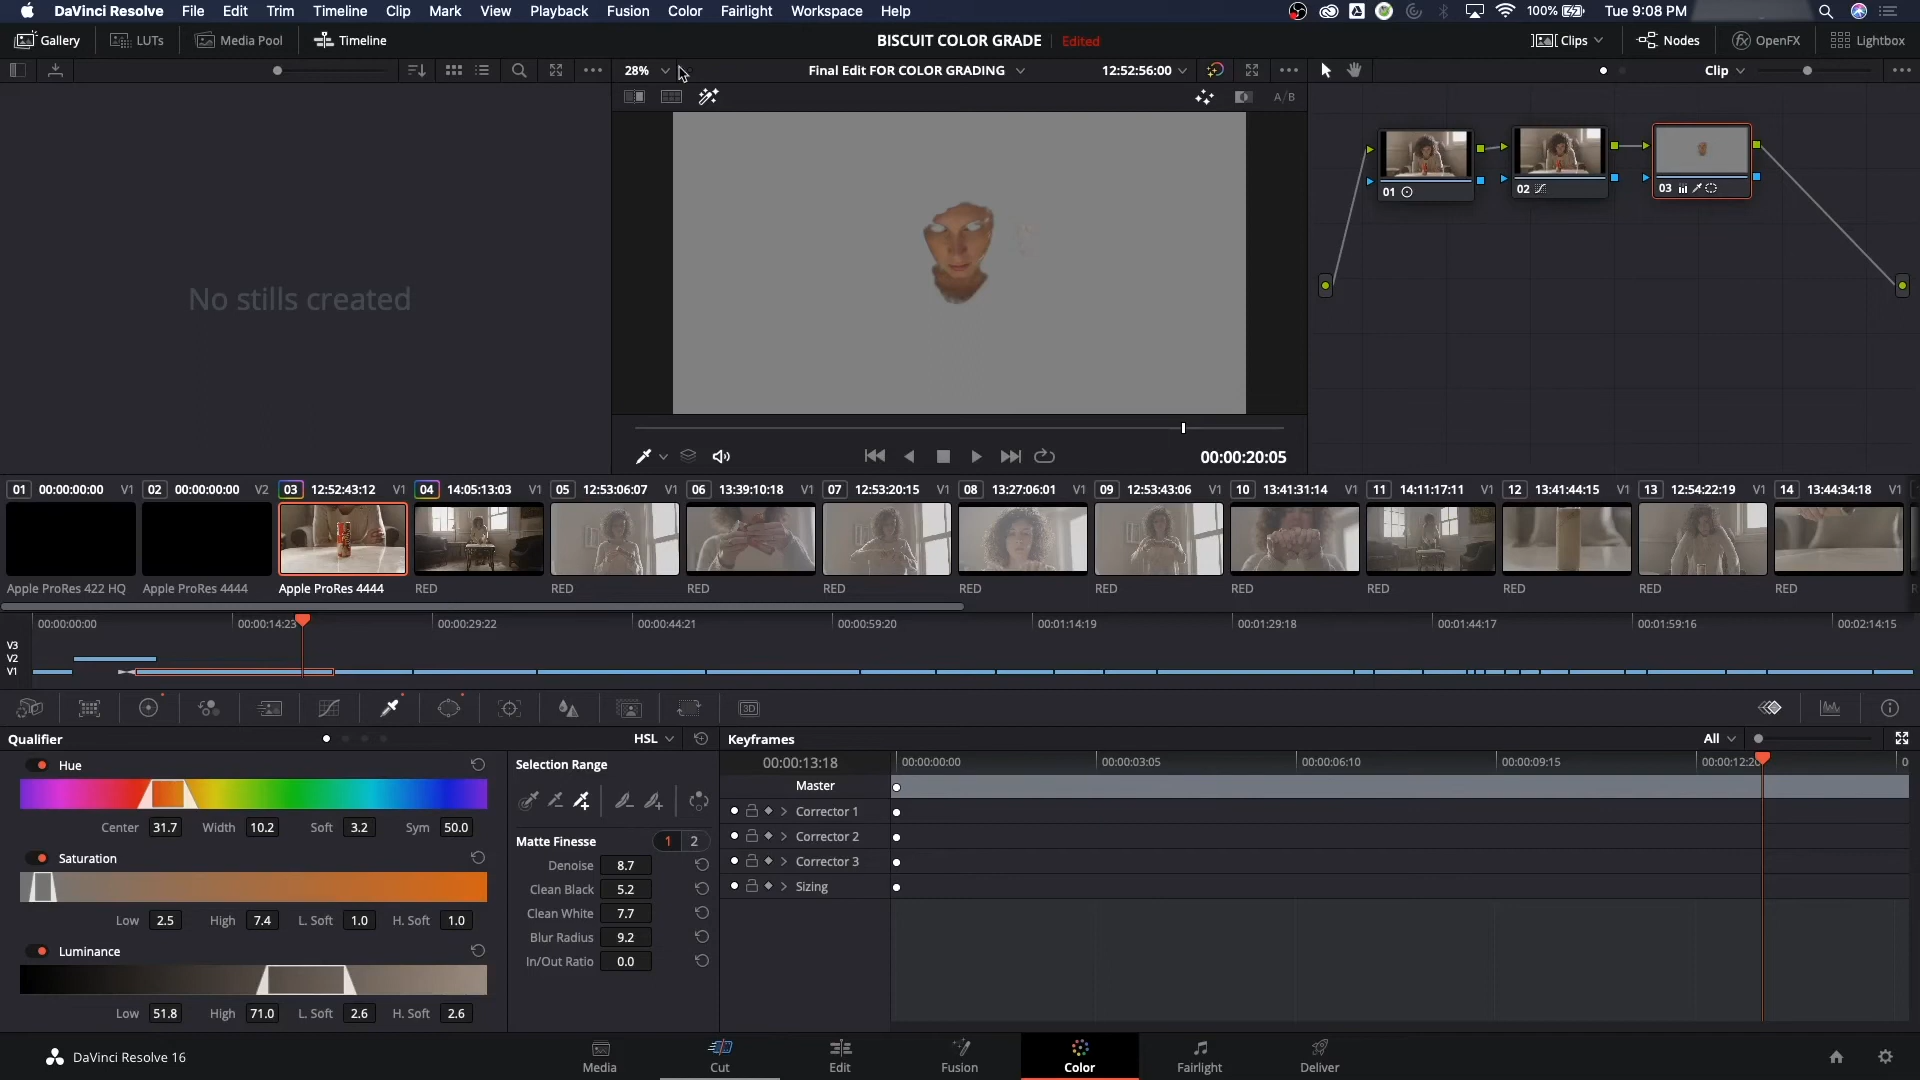 DaVinci Resolve File Edit Trim Timeline Clip Mark View Playback Fusion Color Fairlight Workspace Help 100% Tue 9:08 PM
Gallery LUTs Media Pool Timeline BISCUIT COLOR GRADE Edited Clips Nodes OpenFX Lightbox
28% Final Edit FOR COLOR GRADING 12:52:56:00 Clip
A/B
01 02 03
No stills created
00:00:20:05
01 00:00:00:00 V1 02 00:00:00:00 V2 03 12:52:43:12 V1 04 14:05:13:03 V1 05 12:53:06:07 V1 06 13:39:10:18 V1 07 12:53:20:15 V1 08 13:27:06:01 V1 09 12:53:43:06 V1 10 13:41:31:14 V1 11 14:11:17:11 V1 12 13:41:44:15 V1 13 12:54:22:19 V1 14 13:44:34:18 V1
Apple ProRes 422 HQ Apple ProRes 4444 Apple ProRes 4444 RED RED RED RED RED RED RED RED RED RED RED
00:00:00:00 00:00:14:23 00:00:29:22 00:00:44:21 00:00:59:20 00:01:14:19 00:01:29:18 00:01:44:17 00:01:59:16 00:02:14:15
V3
V2
V1
3D
Qualifier HSL Keyframes All
Hue Selection Range 00:00:13:18 00:00:00:00 00:00:03:05 00:00:06:10 00:00:09:15 00:00:12:20
Master
Center 31.7 Width 10.2 Soft 3.2 Sym 50.0 Corrector 1
Matte Finesse 1 2 Corrector 2
Saturation Denoise 8.7 Corrector 3
Clean Black 5.2 Sizing
Low 2.5 High 7.4 L. Soft 1.0 H. Soft 1.0 Clean White 7.7
Blur Radius 9.2
Luminance In/Out Ratio 0.0
Low 51.8 High 71.0 L. Soft 2.6 H. Soft 2.6
DaVinci Resolve 16 Media Cut Edit Fusion Color Fairlight Deliver